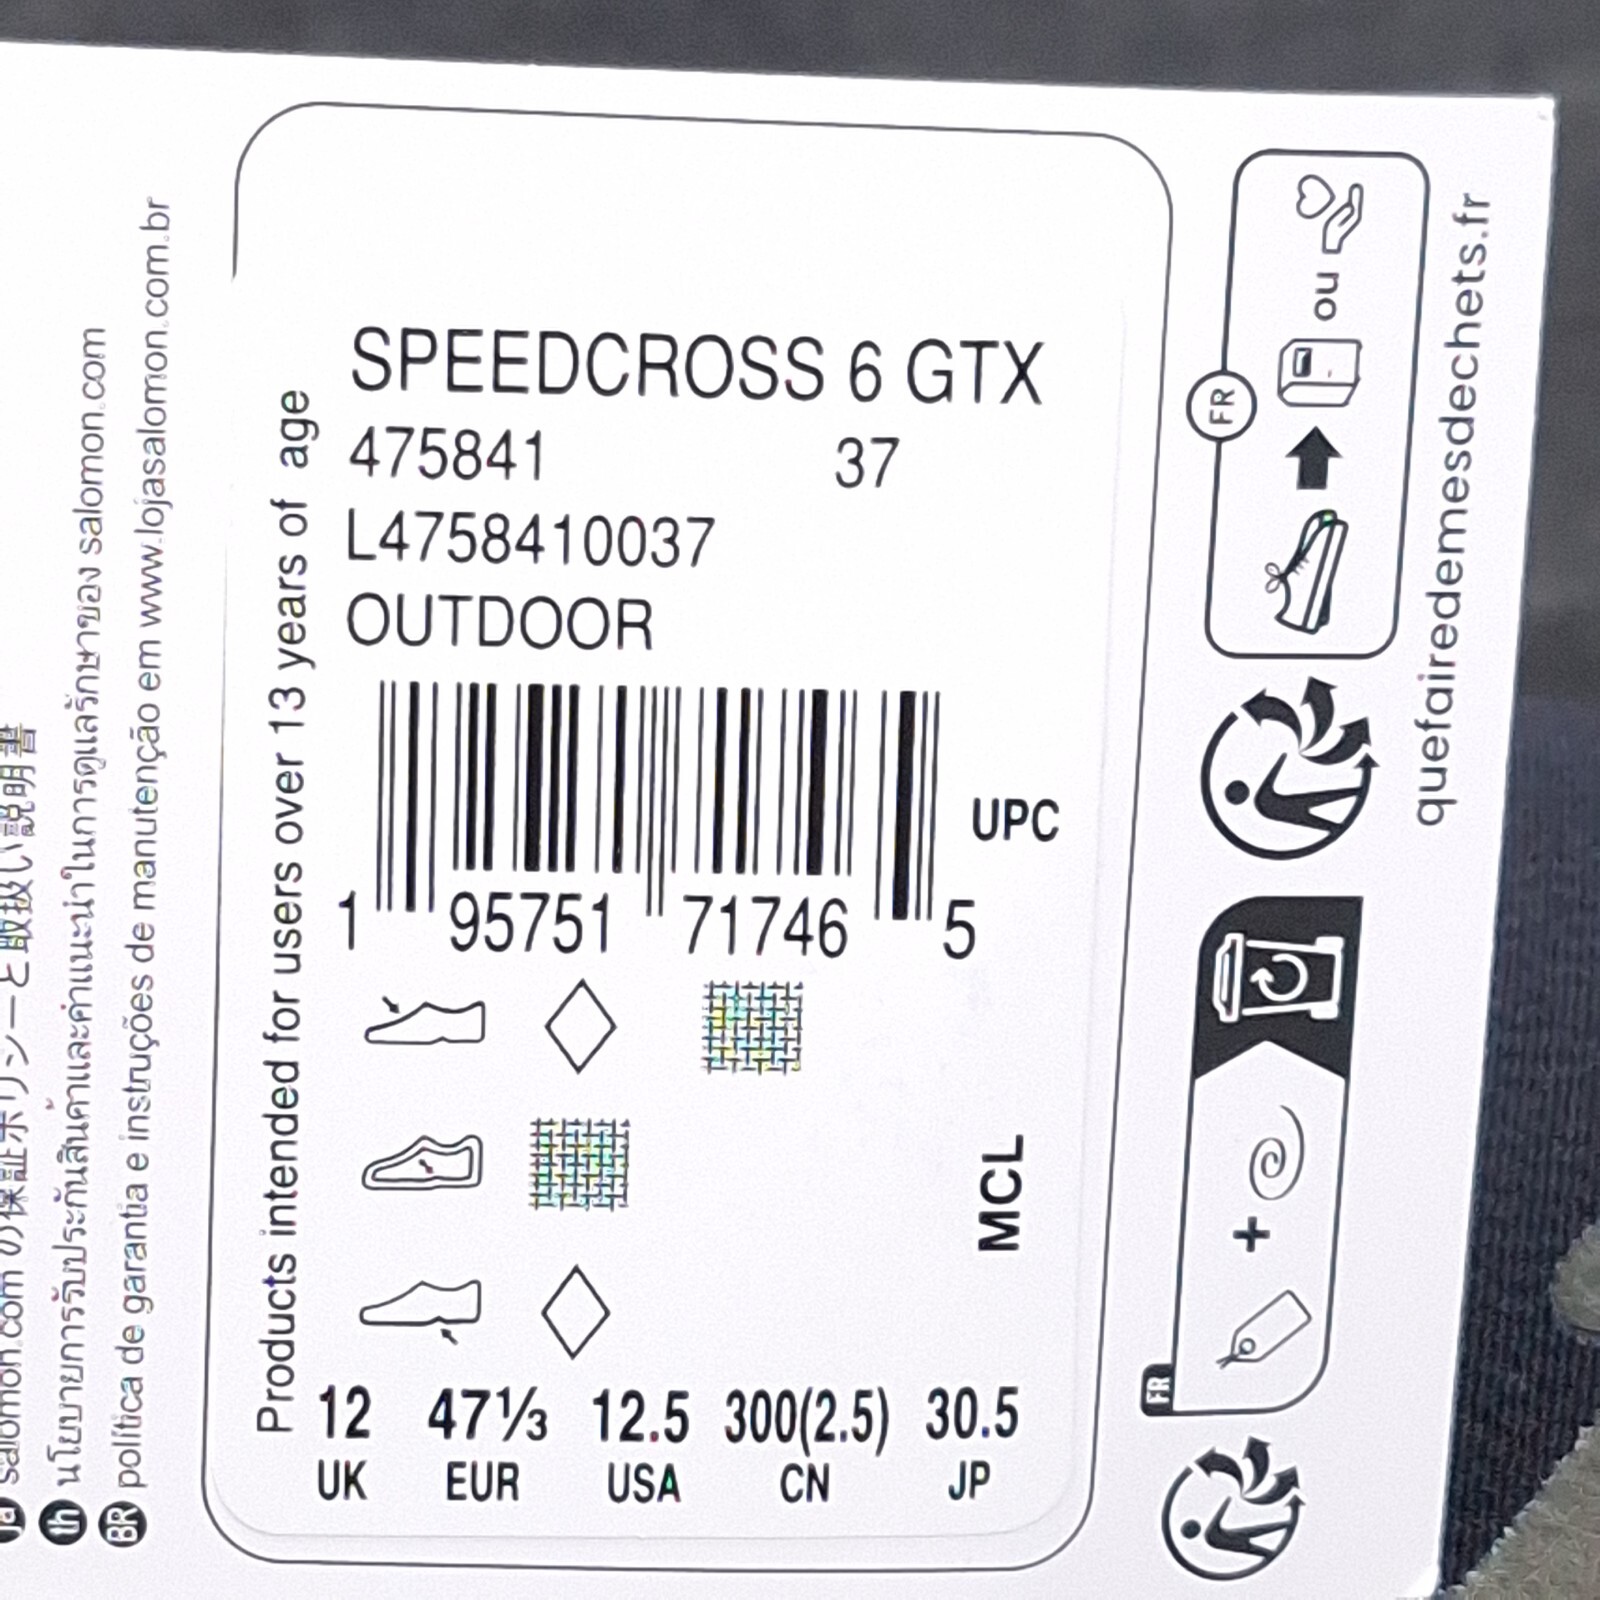 salomon.com の保証ポリシーと取扱い説明書
th นโยบายการรับประกันสินค้าและคำแนะนำในการดูแลรักษาของ salomon.com
BR política de garantia e instruções de manutenção em www.lojasalomon.com.br
Products intended for users over 13 years of age
SPEEDCROSS 6 GTX
475841 37
L4758410037
OUTDOOR
UPC
1 95751 71746 5
MCL
12 47⅓ 12.5 300(2.5) 30.5
UK EUR USA CN JP
FR
ou
quefairedemesdechets.fr
+
FR